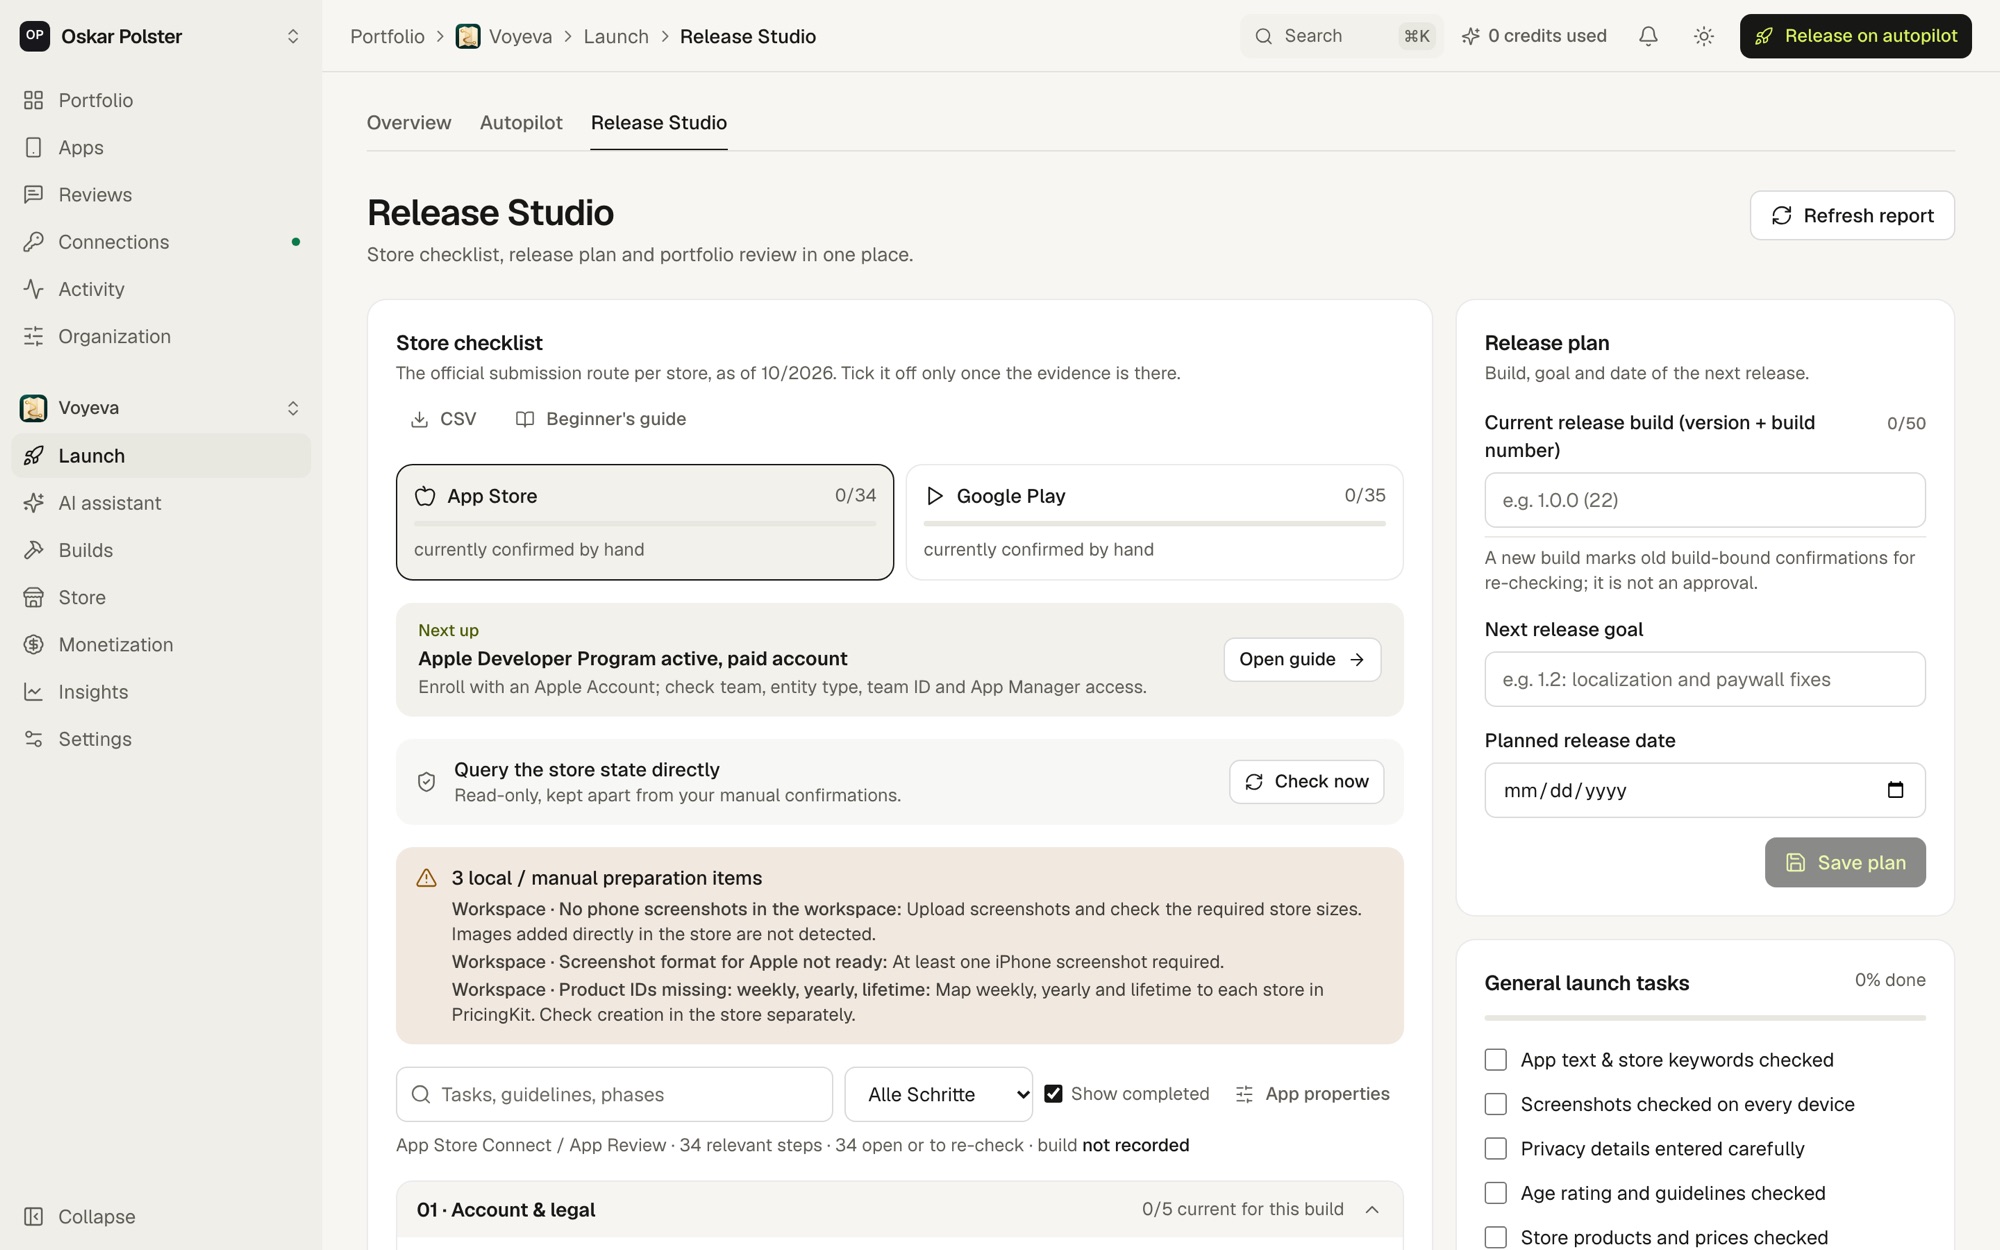 OP Oskar Polster
Portfolio
Apps
Reviews
Connections
Activity
Organization
Voyeva
Launch
AI assistant
Builds
Store
Monetization
Insights
Settings
Collapse
Portfolio Voyeva Launch Release Studio
Search ⌘K
0 credits used
Release on autopilot
Overview Autopilot Release Studio
Release Studio
Store checklist, release plan and portfolio review in one place.
Refresh report
Store checklist
The official submission route per store, as of 10/2026. Tick it off only once the evidence is there.
CSV Beginner's guide
App Store 0/34
currently confirmed by hand
Google Play 0/35
currently confirmed by hand
Next up
Apple Developer Program active, paid account
Enroll with an Apple Account; check team, entity type, team ID and App Manager access.
Open guide
Query the store state directly
Read-only, kept apart from your manual confirmations.
Check now
3 local / manual preparation items
Workspace · No phone screenshots in the workspace: Upload screenshots and check the required store sizes.
Images added directly in the store are not detected.
Workspace · Screenshot format for Apple not ready: At least one iPhone screenshot required.
Workspace · Product IDs missing: weekly, yearly, lifetime: Map weekly, yearly and lifetime to each store in
PricingKit. Check creation in the store separately.
Tasks, guidelines, phases
Alle Schritte
Show completed
App properties
App Store Connect / App Review · 34 relevant steps · 34 open or to re-check · build not recorded
01 · Account & legal 0/5 current for this build
Release plan
Build, goal and date of the next release.
Current release build (version + build 0/50
number)
e.g. 1.0.0 (22)
A new build marks old build-bound confirmations for
re-checking; it is not an approval.
Next release goal
e.g. 1.2: localization and paywall fixes
Planned release date
mm/dd/yyyy
Save plan
General launch tasks 0% done
App text & store keywords checked
Screenshots checked on every device
Privacy details entered carefully
Age rating and guidelines checked
Store products and prices checked